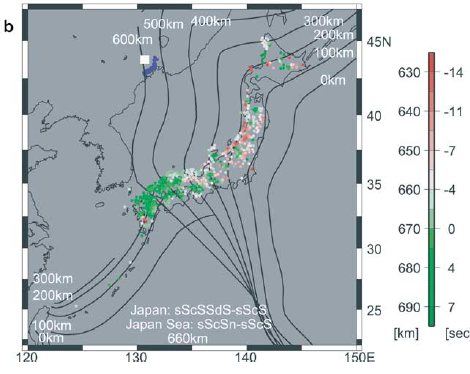 b
500km 400km 300km
600km 200km
100km
0km
45N
40
35
30
25
300km
200km
100km
0km
Japan: sScSSdS-sScS
Japan Sea: sScSn-sScS
660km
120 130 140 150E
630 -14
640 -11
650 -7
660 -4
670 0
680 4
690 7
[km] [sec